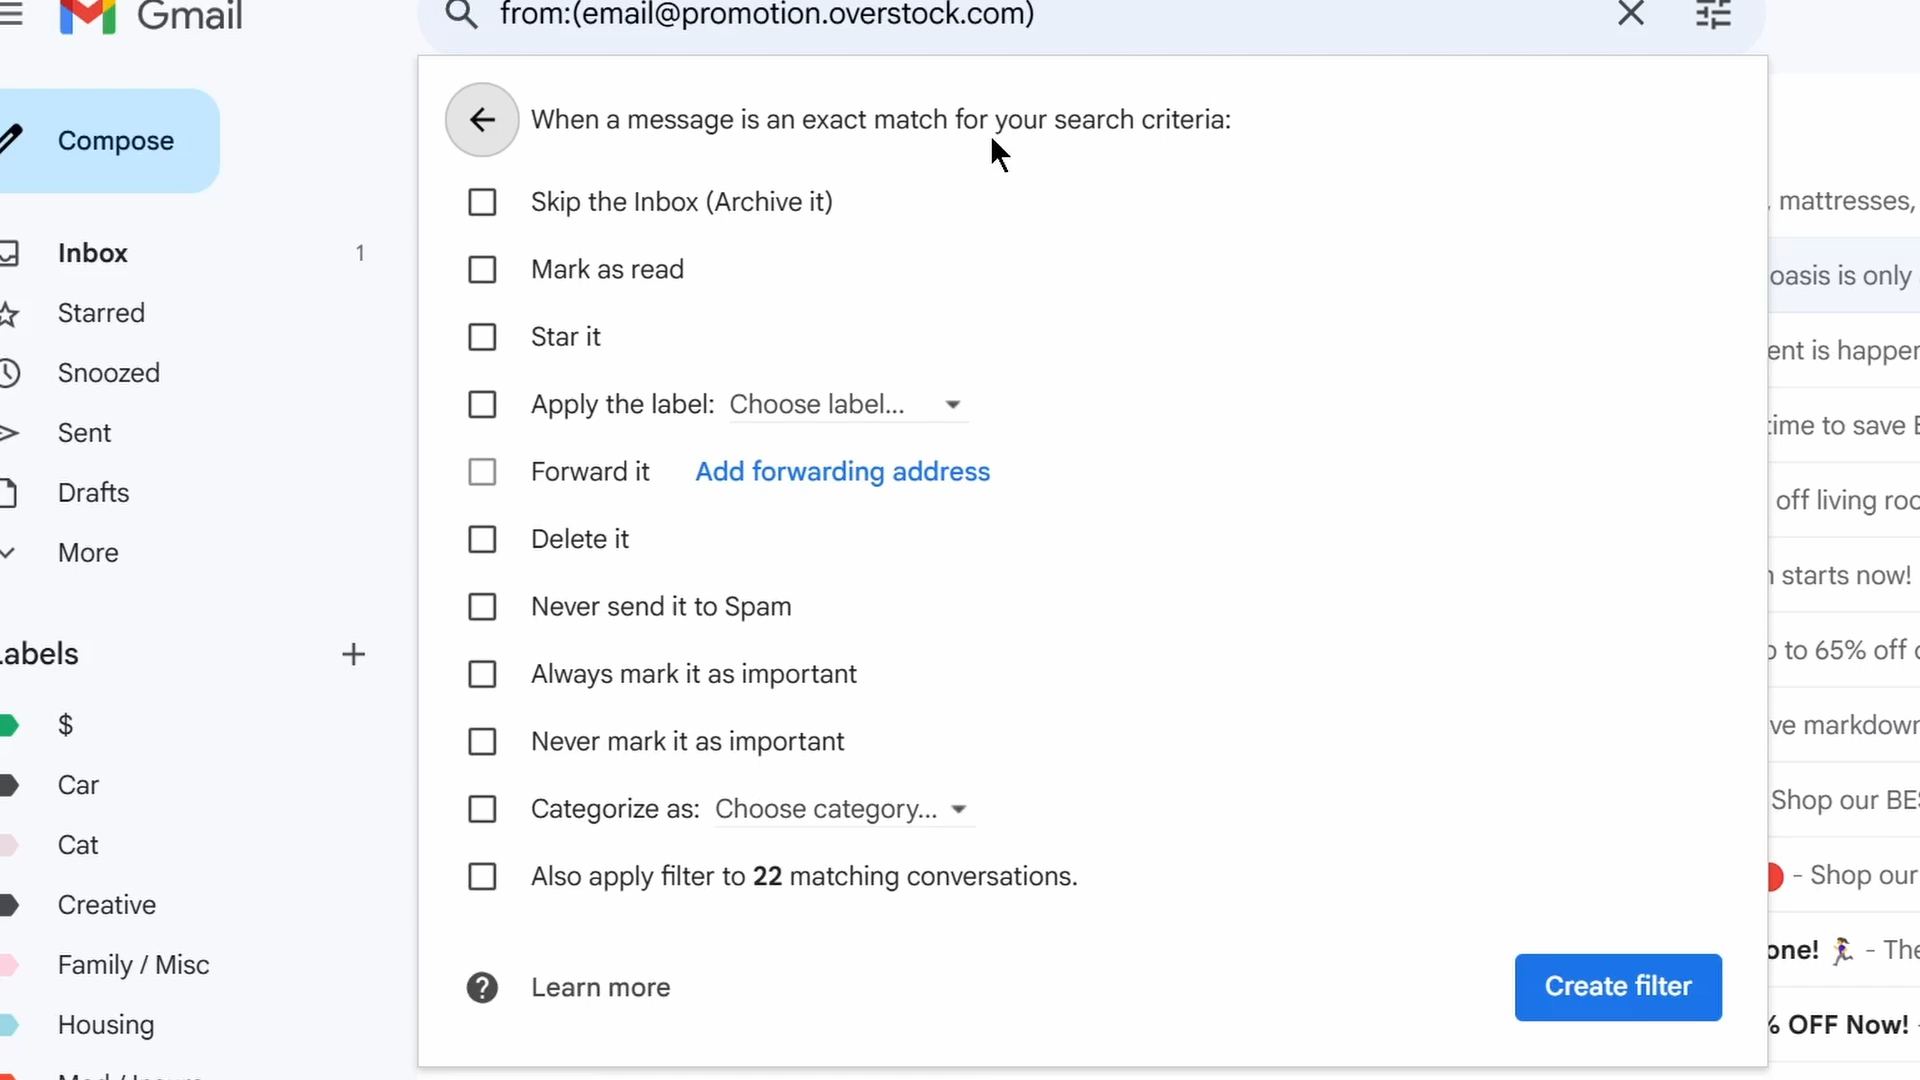 Gmail
from:(email@promotion.overstock.com)
Compose
When a message is an exact match for your search criteria:
Skip the Inbox (Archive it)
Mark as read
Star it
Apply the label: Choose label...
Forward it Add forwarding address
Delete it
Never send it to Spam
Always mark it as important
Never mark it as important
Categorize as: Choose category...
Also apply filter to 22 matching conversations.
Learn more
Create filter
Inbox 1
Starred
Snoozed
Sent
Drafts
More
Labels
$
Car
Cat
Creative
Family / Misc
Housing
, mattresses,
oasis is only
ent is happen
time to save
off living roo
starts now!
to 65% off
ve markdown
Shop our BES
- Shop our
one! 🏃‍♀️ - The
% OFF Now! -